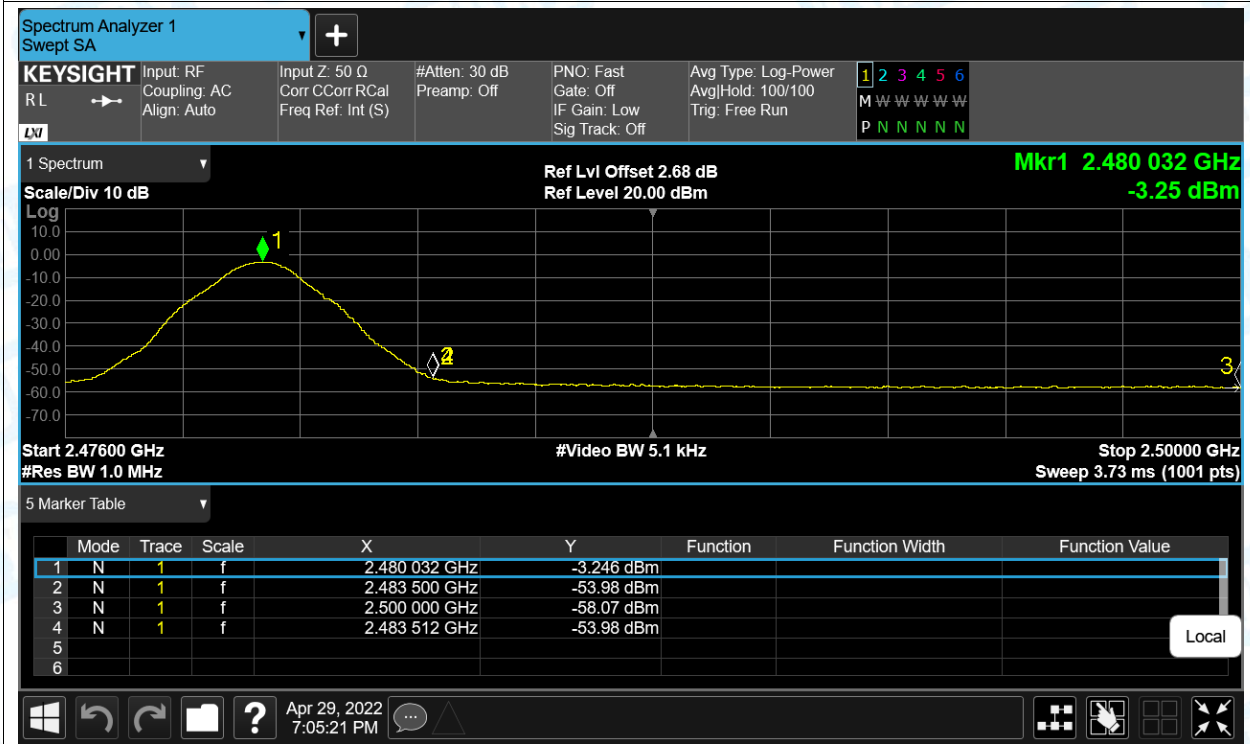 Spectrum Analyzer 1
Swept SA
+
KEYSIGHT
R L
LXI
Input: RF
Coupling: AC
Align: Auto
Input Z: 50 Ω
Corr CCorr RCal
Freq Ref: Int (S)
#Atten: 30 dB
Preamp: Off
PNO: Fast
Gate: Off
IF Gain: Low
Sig Track: Off
Avg Type: Log-Power
Avg|Hold: 100/100
Trig: Free Run
1 2 3 4 5 6
M W W W W W
P N N N N N
1 Spectrum
Scale/Div 10 dB
Ref Lvl Offset 2.68 dB
Ref Level 20.00 dBm
Mkr1 2.480 032 GHz
-3.25 dBm
Log
10.0
0.00
-10.0
-20.0
-30.0
-40.0
-50.0
-60.0
-70.0
1
2
3
Start 2.47600 GHz
#Res BW 1.0 MHz
#Video BW 5.1 kHz
Stop 2.50000 GHz
Sweep 3.73 ms (1001 pts)
5 Marker Table
Mode Trace Scale X Y Function Function Width Function Value
1 N 1 f 2.480 032 GHz -3.246 dBm
2 N 1 f 2.483 500 GHz -53.98 dBm
3 N 1 f 2.500 000 GHz -58.07 dBm
4 N 1 f 2.483 512 GHz -53.98 dBm
5
6
Local
?
Apr 29, 2022
7:05:21 PM